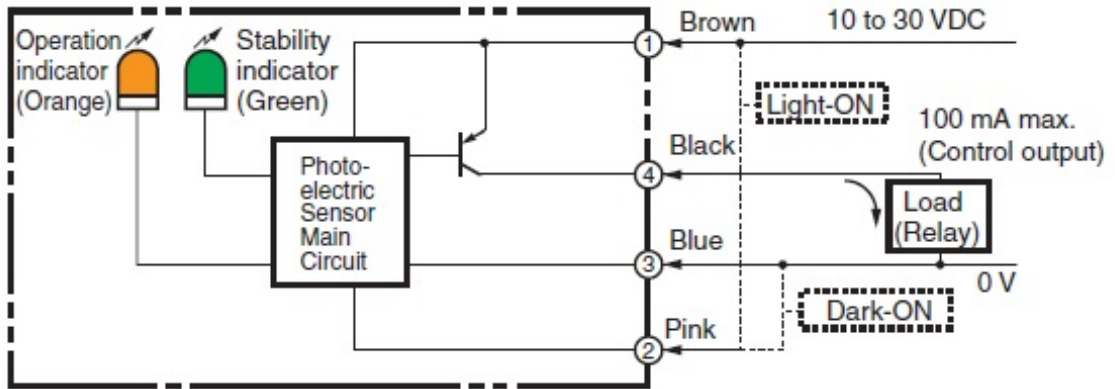 Operation
indicator
(Orange)
Stability
indicator
(Green)
Photo-
electric
Sensor
Main
Circuit
1
Brown
10 to 30 VDC
Light-ON
100 mA max.
(Control output)
4
Black
Load
(Relay)
3
Blue
0 V
Dark-ON
2
Pink